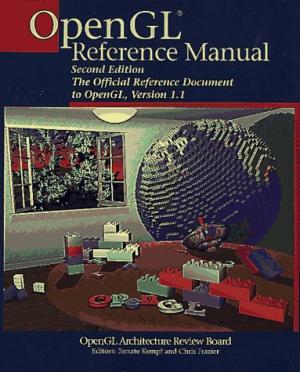 OpenGL®
Reference Manual
Second Edition
The Official Reference Document
to OpenGL, Version 1.1
OpenGL
OpenGL Architecture Review Board
Editors: Renate Kempf and Chris Frazier